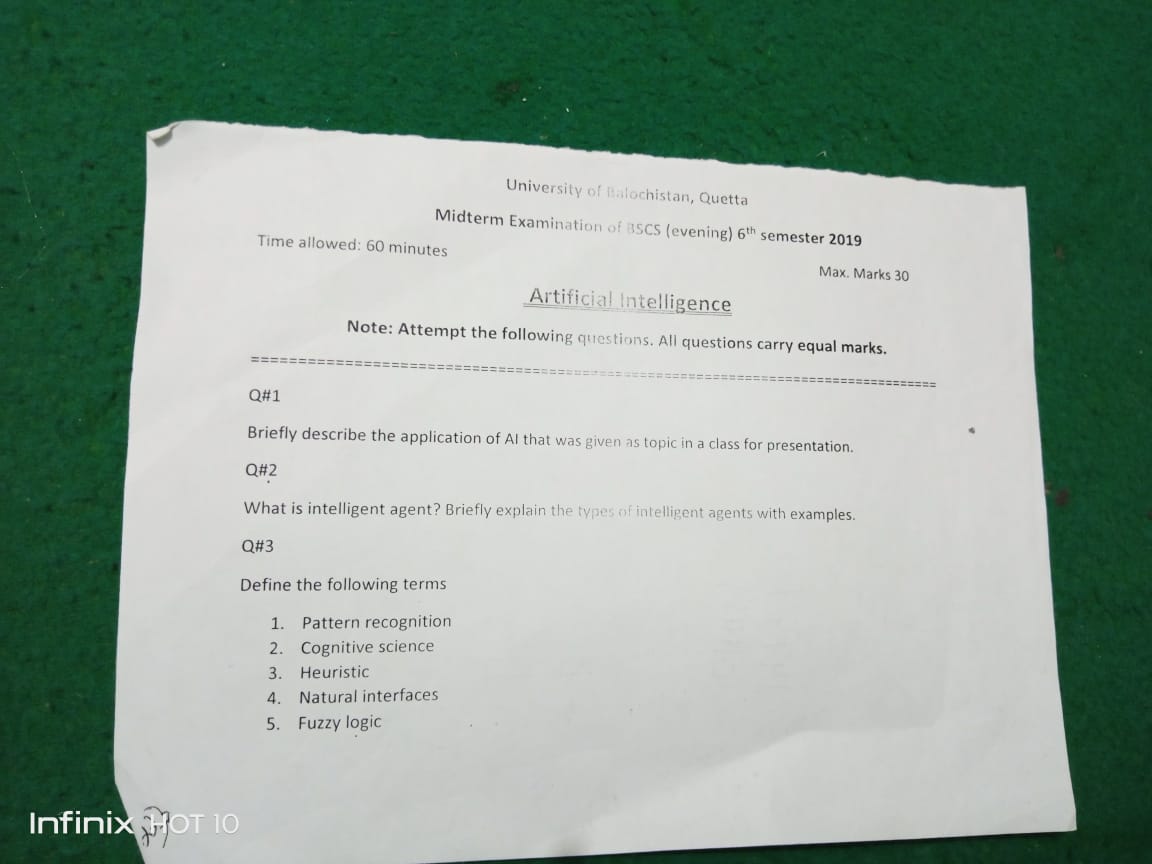 University of Balochistan, Quetta
Midterm Examination of BSCS (evening) 6th semester 2019
Time allowed: 60 minutes
Max. Marks 30
Artificial Intelligence
Note: Attempt the following questions. All questions carry equal marks.
================================================================================
Q#1
Briefly describe the application of AI that was given as topic in a class for presentation.
Q#2
What is intelligent agent? Briefly explain the types of intelligent agents with examples.
Q#3
Define the following terms
1. Pattern recognition
2. Cognitive science
3. Heuristic
4. Natural interfaces
5. Fuzzy logic
Infinix HOT 10